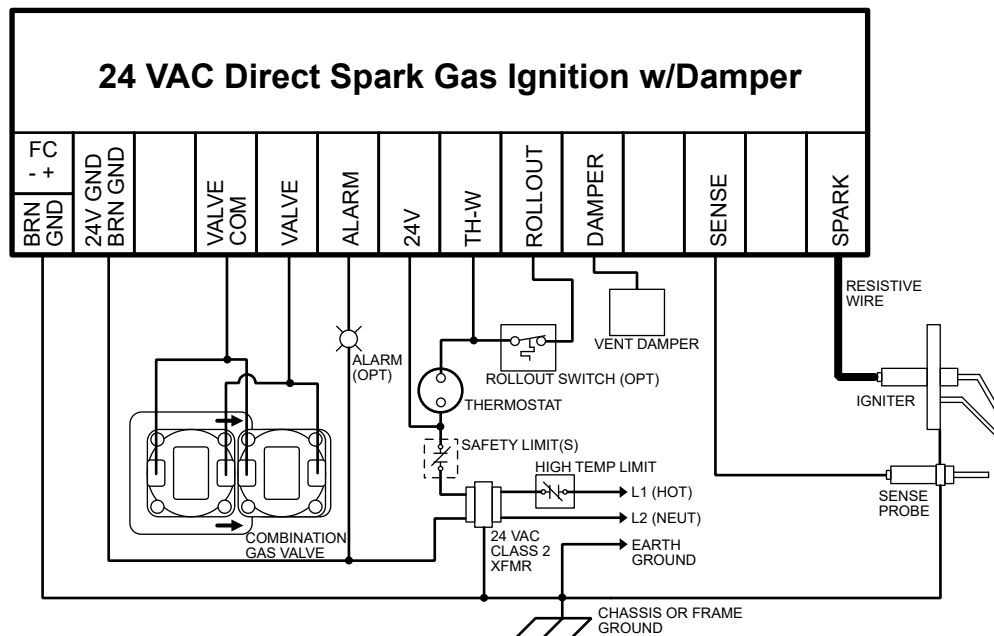 24 VAC Direct Spark Gas Ignition w/Damper
FC
- +
BRN
GND
24V GND
BRN GND
VALVE
COM
VALVE
ALARM
24V
TH-W
ROLLOUT
DAMPER
SENSE
SPARK
RESISTIVE
WIRE
VENT DAMPER
ALARM
(OPT)
ROLLOUT SWITCH (OPT)
THERMOSTAT
IGNITER
SAFETY LIMIT(S)
HIGH TEMP LIMIT
L1 (HOT)
L2 (NEUT)
SENSE
PROBE
COMBINATION
GAS VALVE
24 VAC
CLASS 2
XFMR
EARTH
GROUND
CHASSIS OR FRAME
GROUND